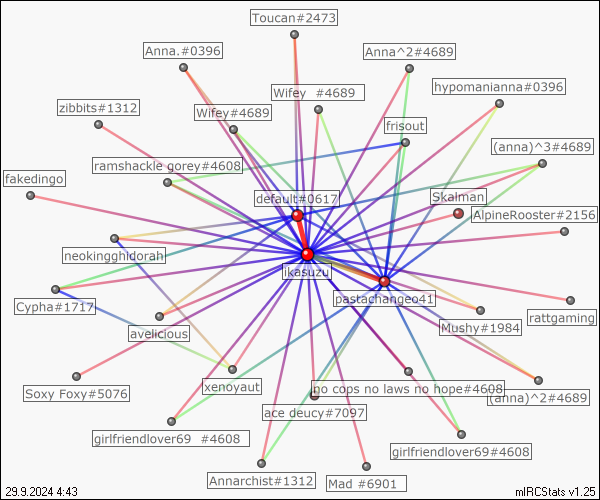 Toucan#2473
Anna.#0396
Anna^2#4689
hypomanianna#0396
Wifey  #4689
zibbits#1312
Wifey#4689
frisout
(anna)^3#4689
ramshackle gorey#4608
fakedingo
default#0617
Skalman
AlpineRooster#2156
neokingghidorah
ikasuzu
pastachangeo41
Cypha#1717
rattgaming
avelicious
Mushy#1984
xenoyaut
no cops no laws no hope#4608
Soxy Foxy#5076
(anna)^2#4689
ace deucy#7097
girlfriendlover69  #4608
girlfriendlover69#4608
Annarchist#1312
Mad #6901
29.9.2024 4:43
mIRCStats v1.25